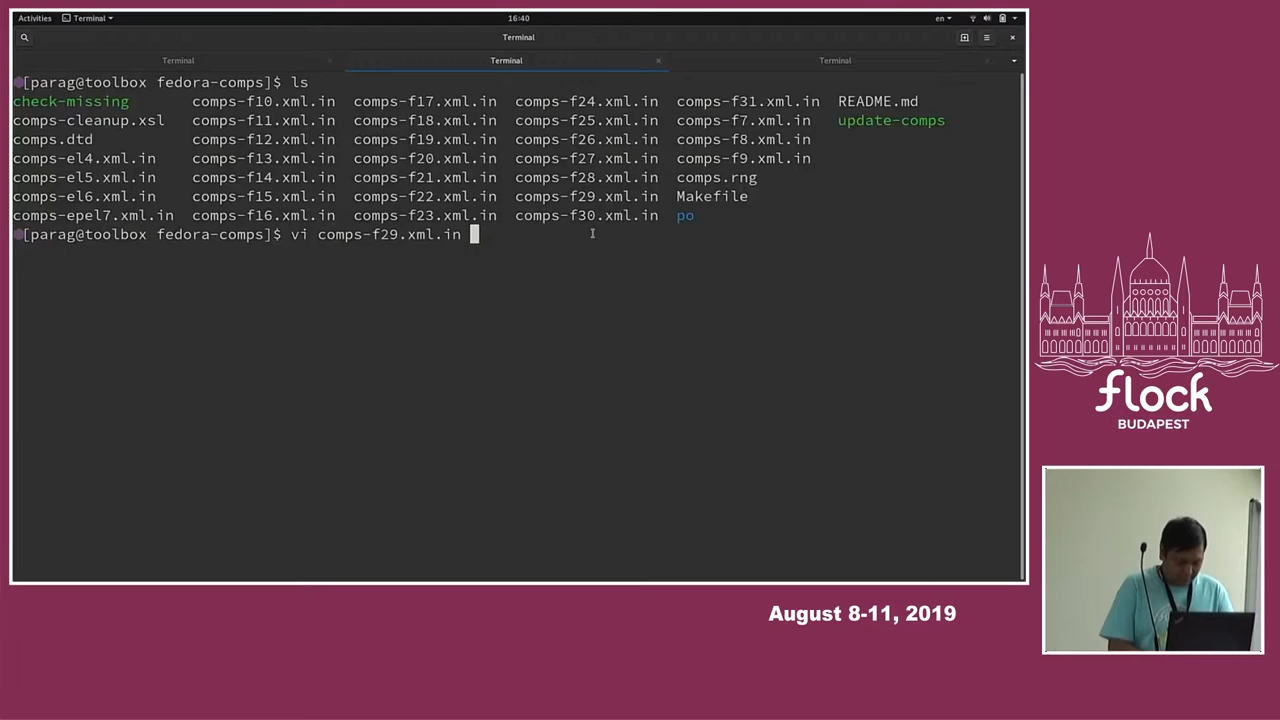 Activities Terminal 16:40 en
Terminal
Terminal Terminal Terminal
[parag@toolbox fedora-comps]$ ls
check-missing comps-f10.xml.in comps-f17.xml.in comps-f24.xml.in comps-f31.xml.in README.md
comps-cleanup.xsl comps-f11.xml.in comps-f18.xml.in comps-f25.xml.in comps-f7.xml.in update-comps
comps.dtd comps-f12.xml.in comps-f19.xml.in comps-f26.xml.in comps-f8.xml.in
comps-el4.xml.in comps-f13.xml.in comps-f20.xml.in comps-f27.xml.in comps-f9.xml.in
comps-el5.xml.in comps-f14.xml.in comps-f21.xml.in comps-f28.xml.in comps.rng
comps-el6.xml.in comps-f15.xml.in comps-f22.xml.in comps-f29.xml.in Makefile
comps-epel7.xml.in comps-f16.xml.in comps-f23.xml.in comps-f30.xml.in po
[parag@toolbox fedora-comps]$ vi comps-f29.xml.in
flock
BUDAPEST
August 8-11, 2019